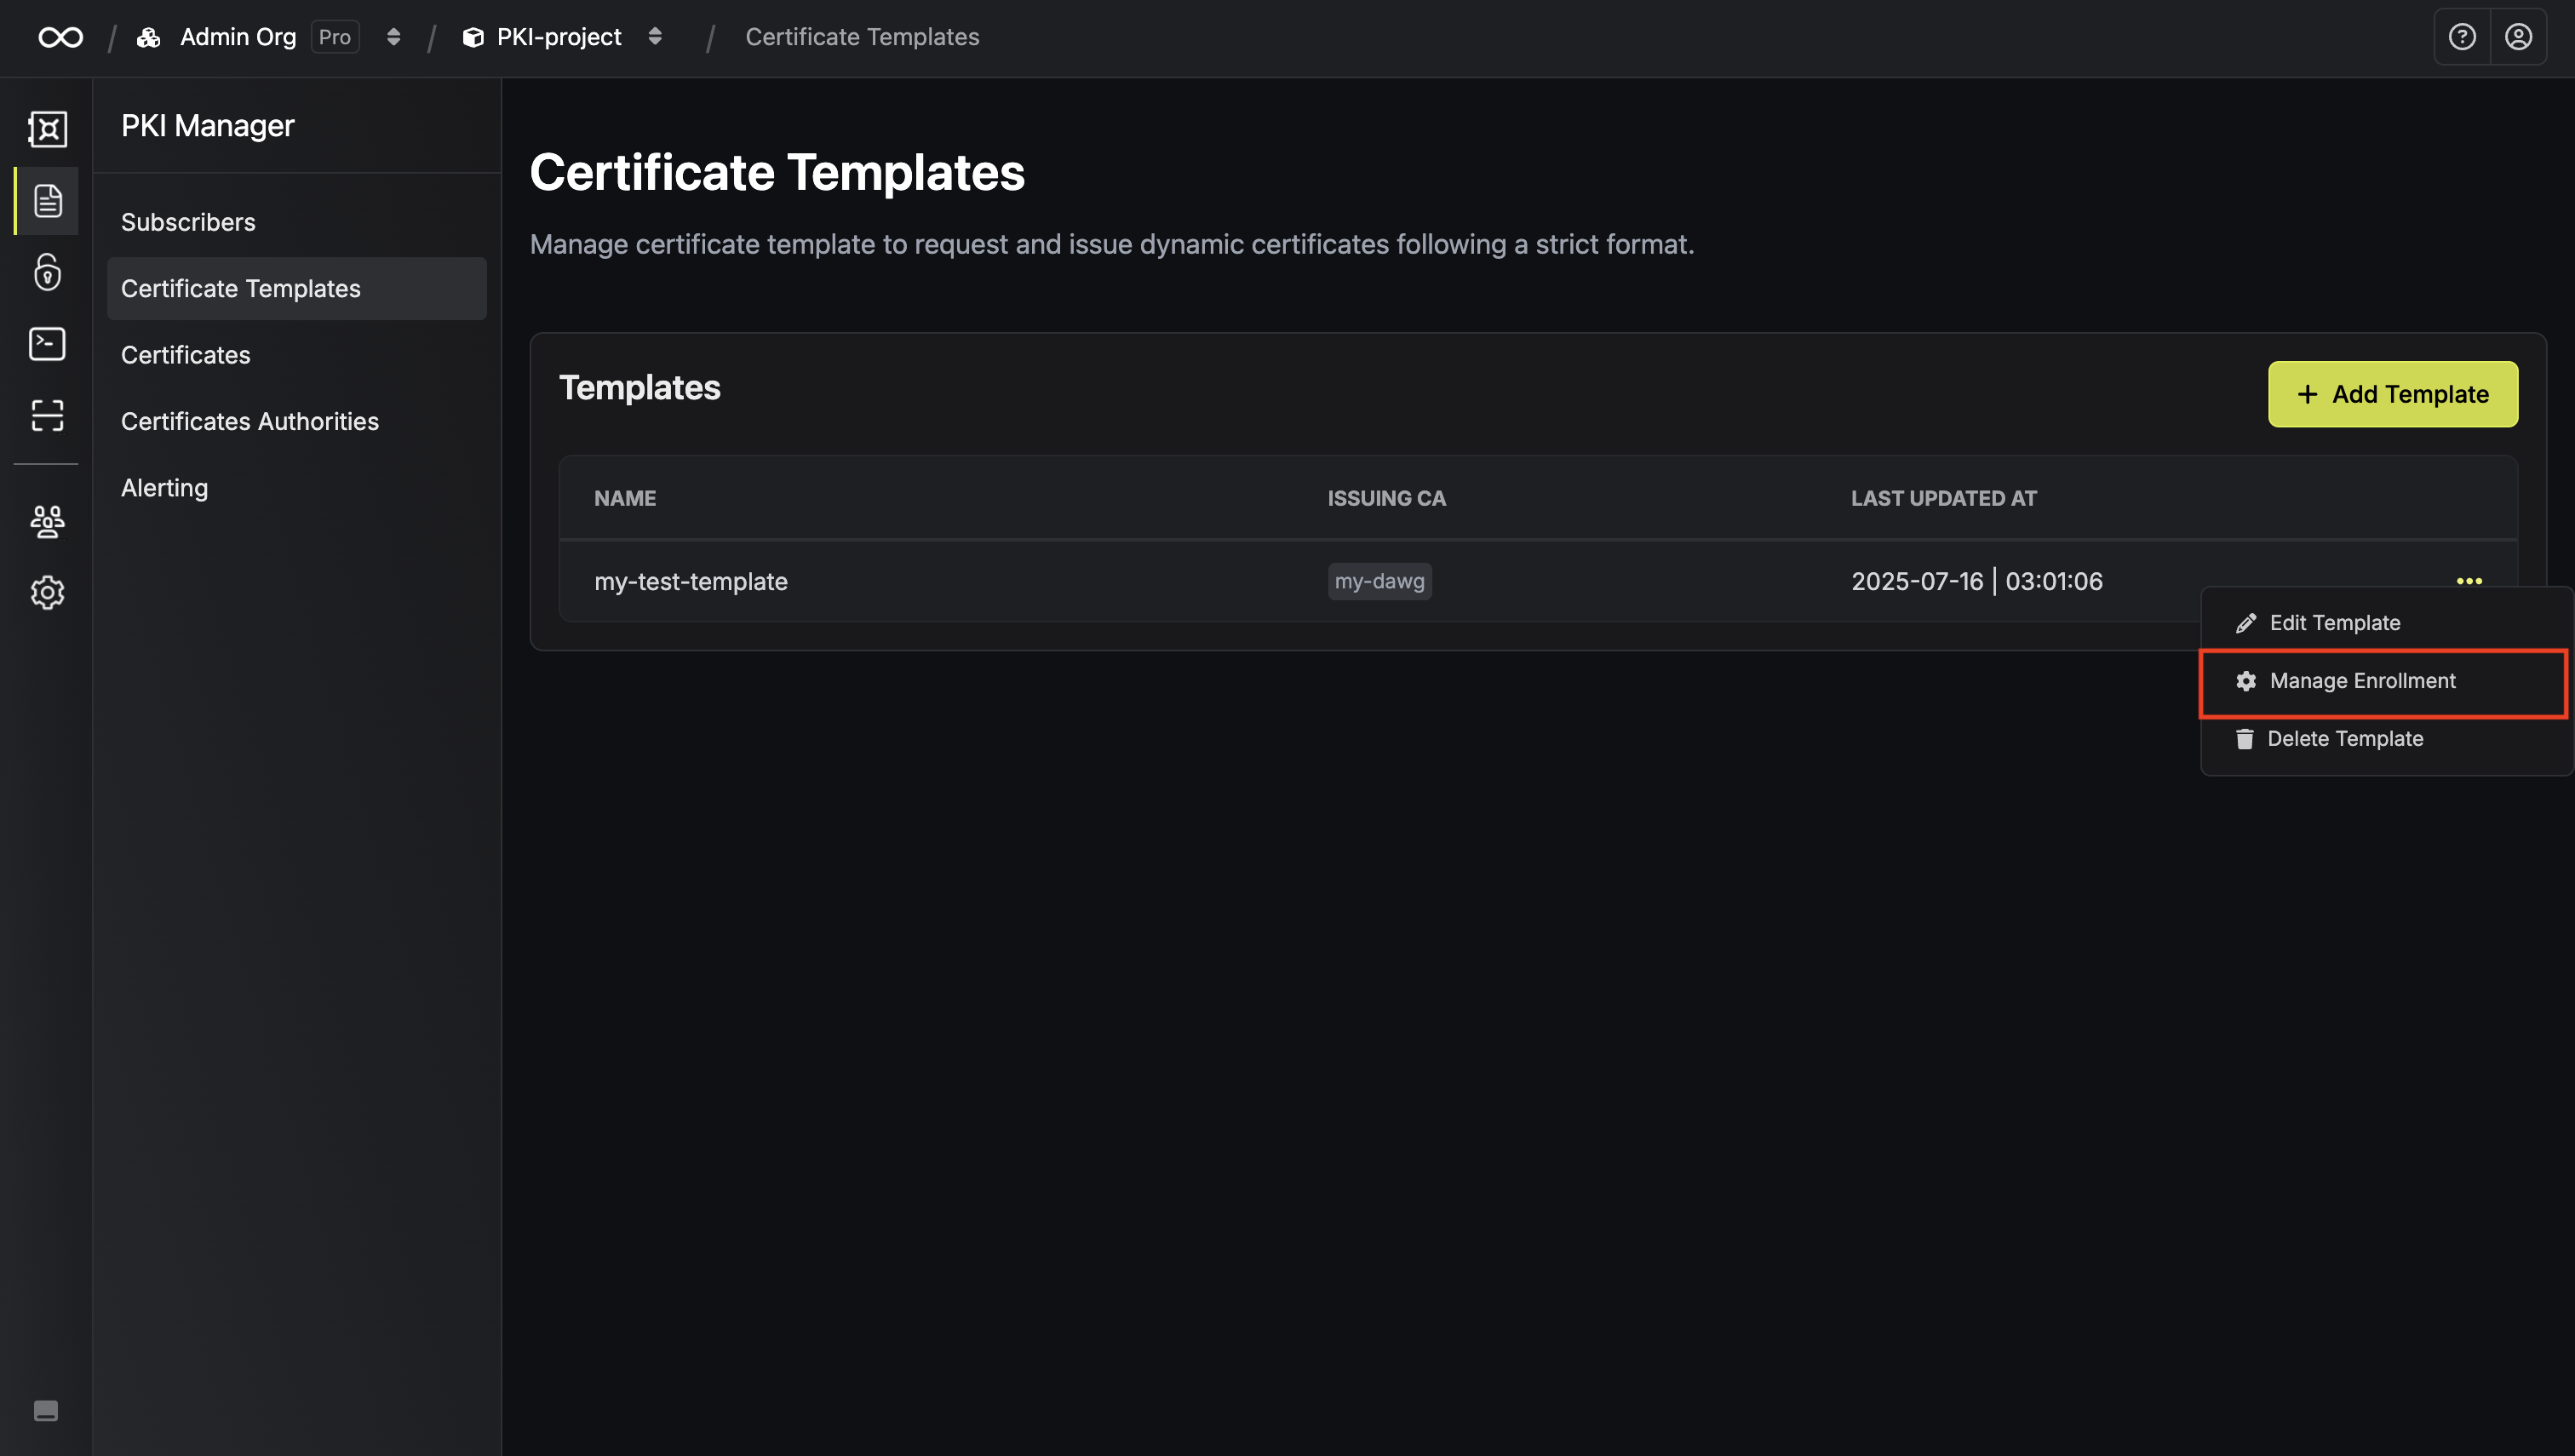 Admin Org Pro PKI-project Certificate Templates
PKI Manager
Subscribers
Certificate Templates
Certificates
Certificates Authorities
Alerting
Certificate Templates
Manage certificate template to request and issue dynamic certificates following a strict format.
Templates
+ Add Template
NAME ISSUING CA LAST UPDATED AT
my-test-template my-dawg 2025-07-16 | 03:01:06
Edit Template
Manage Enrollment
Delete Template